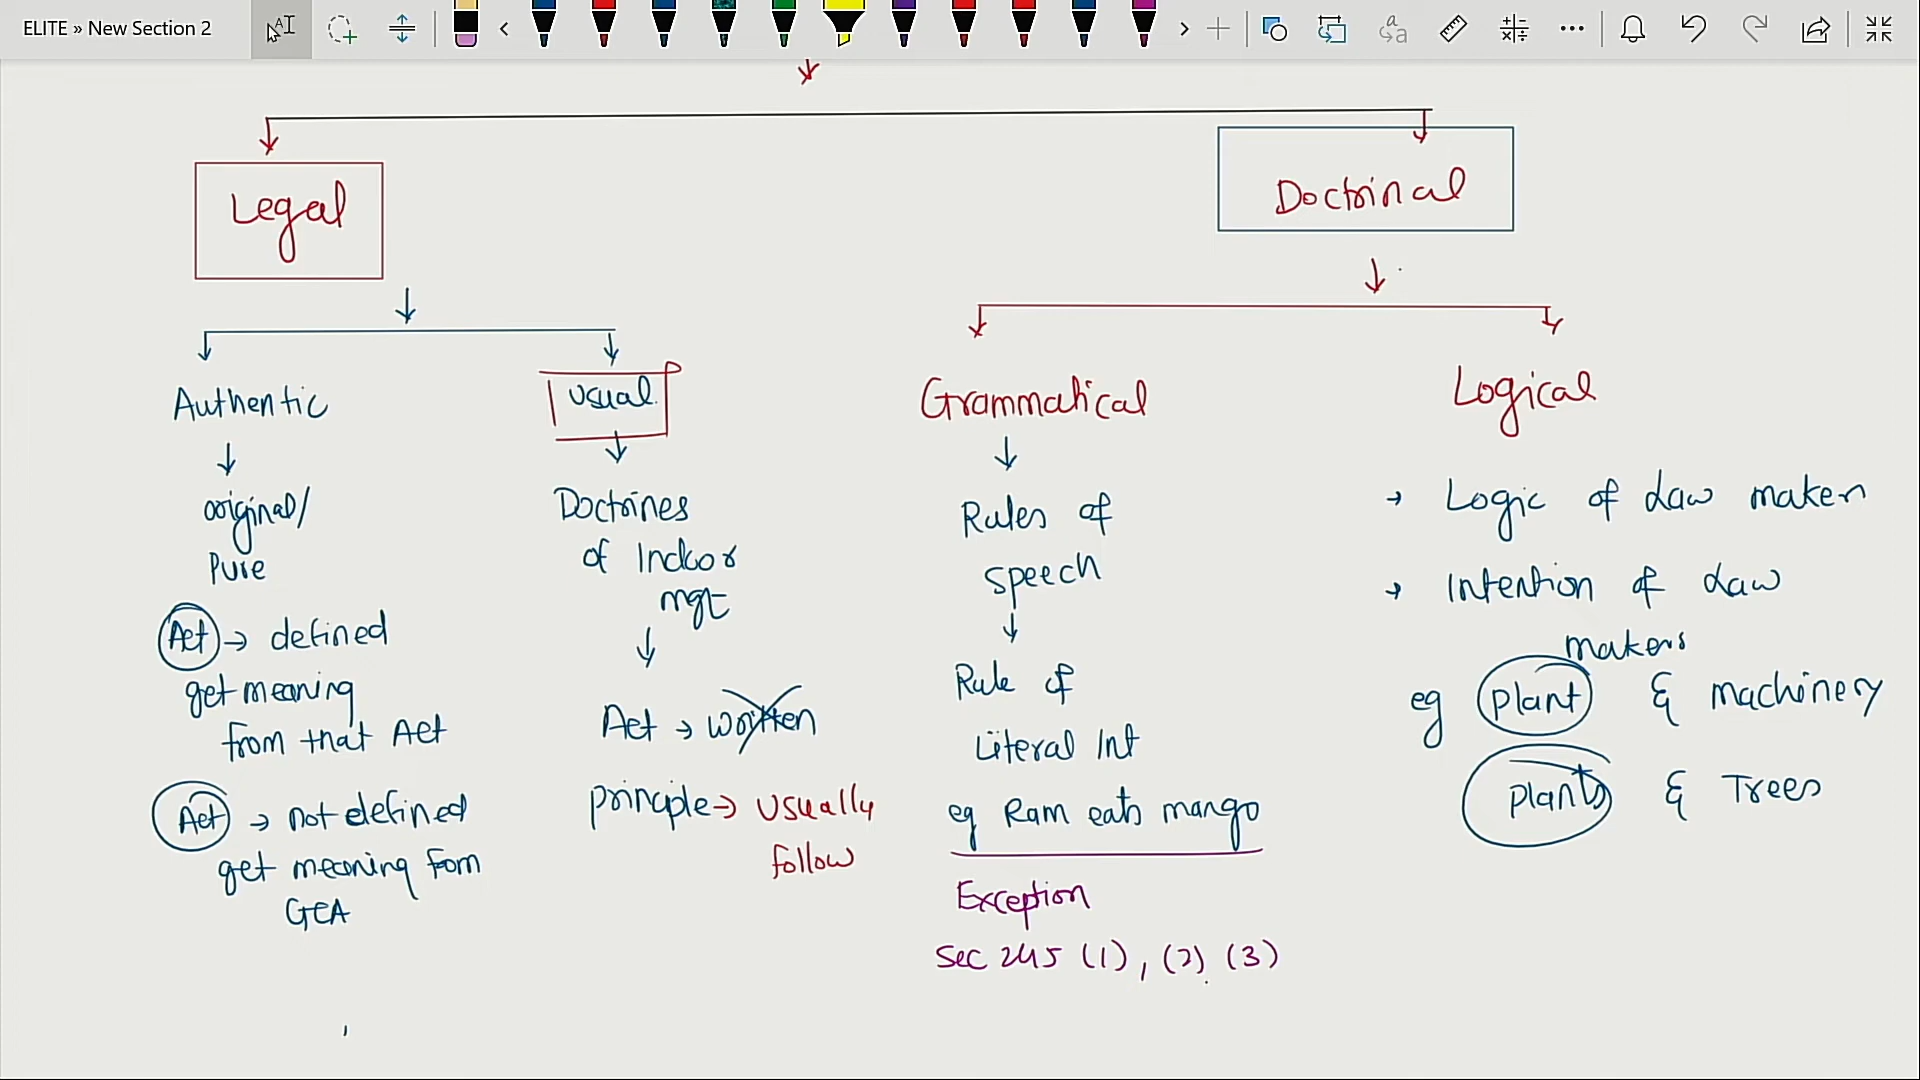 ELITE » New Section 2
Legal
Doctrinal
Authentic
usual
Grammatical
Logical
original/
Pure
Act → defined
get meaning
from that Act
Act → not defined
get meaning from
GCA
Doctrines
of Indoor
mgt
Act → written
principle → usually
follow
Rules of
speech
Rule of
Literal Int
eg Ram eats mango
Exception
Sec 245 (1), (2) (3)
→ Logic of Law maker
→ Intention of Law
makers
eg plant & machinery
plants & Trees